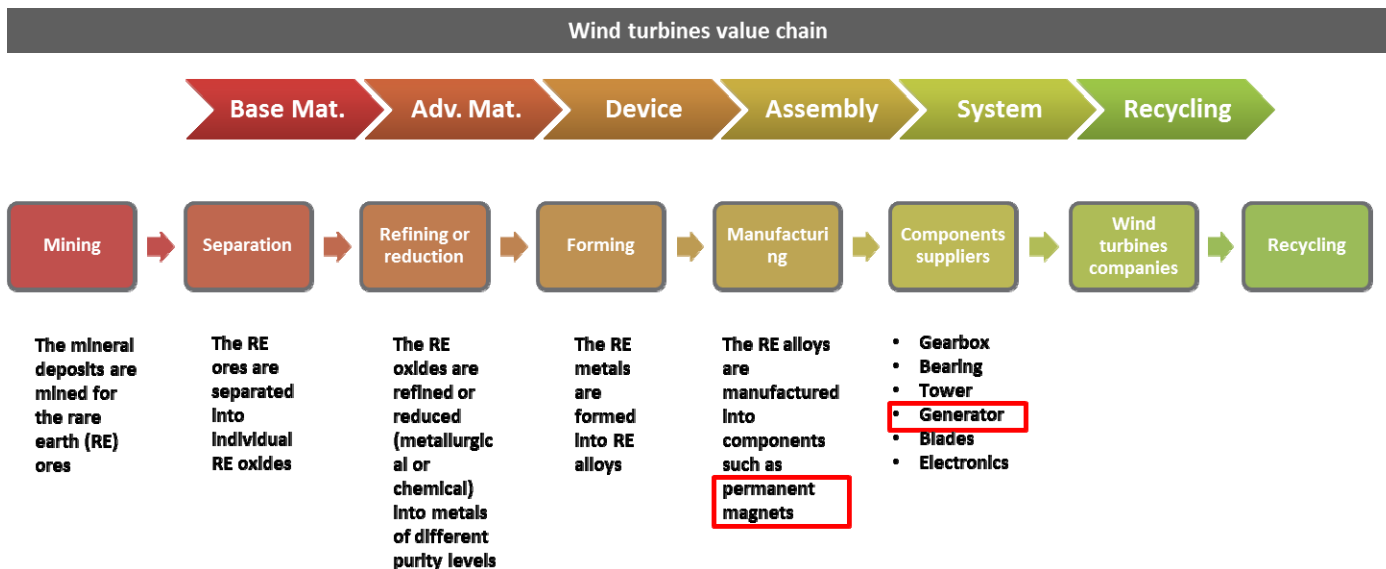 Wind turbines value chain
Base Mat.
Adv. Mat.
Device
Assembly
System
Recycling
Mining
Separation
Refining or
reduction
Forming
Manufacturi
ng
Components
suppliers
Wind
turbines
companies
Recycling
The mineral
deposits are
mined for
the rare
earth (RE)
ores
The RE
ores are
separated
into
individual
RE oxides
The RE
oxides are
refined or
reduced
(metallurgic
al or
chemical)
into metals
of different
purity levels
The RE
metals
are
formed
into RE
alloys
The RE alloys
are
manufactured
into
components
such as
permanent
magnets
• Gearbox
• Bearing
• Tower
• Generator
• Blades
• Electronics